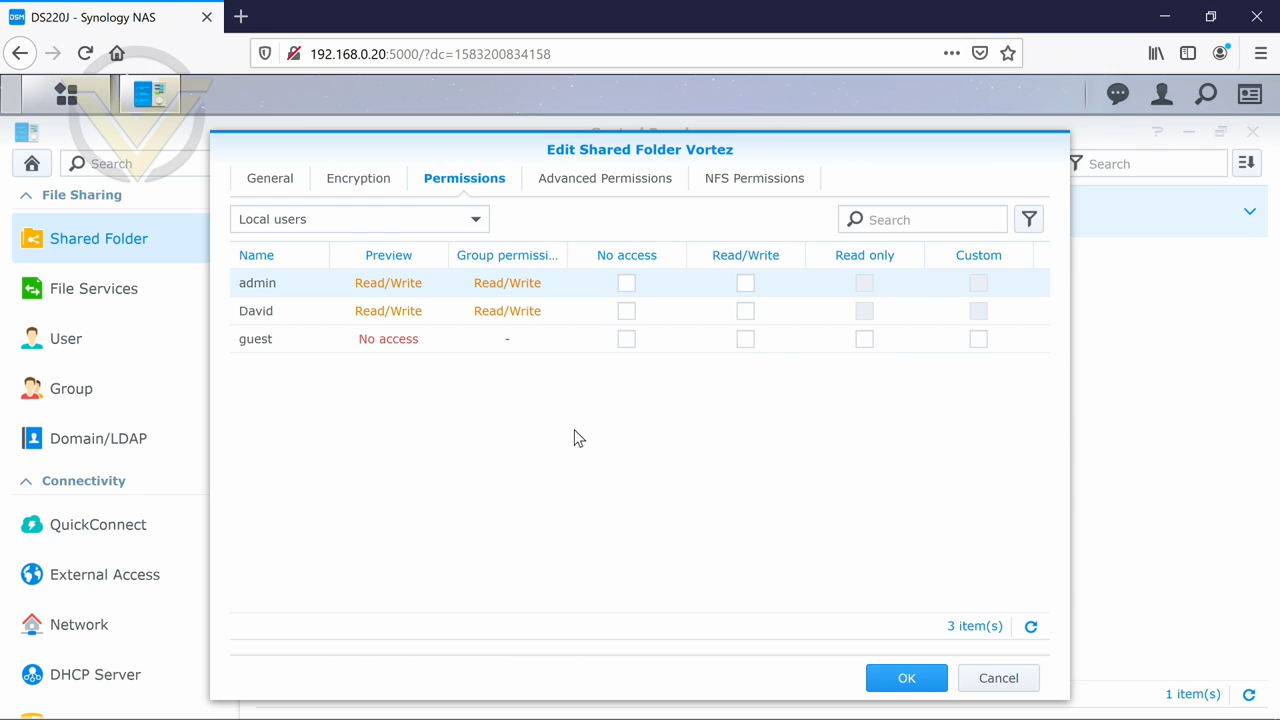 DSM DS220J - Synology NAS
192.168.0.20:5000/?dc=1583200834158
Search
File Sharing
Shared Folder
File Services
User
Group
Domain/LDAP
Connectivity
QuickConnect
External Access
Network
DHCP Server
Edit Shared Folder Vortez
General Encryption Permissions Advanced Permissions NFS Permissions
Local users
Search
Name Preview Group permissi... No access Read/Write Read only Custom
admin Read/Write Read/Write
David Read/Write Read/Write
guest No access -
3 item(s)
OK Cancel
Search
1 item(s)